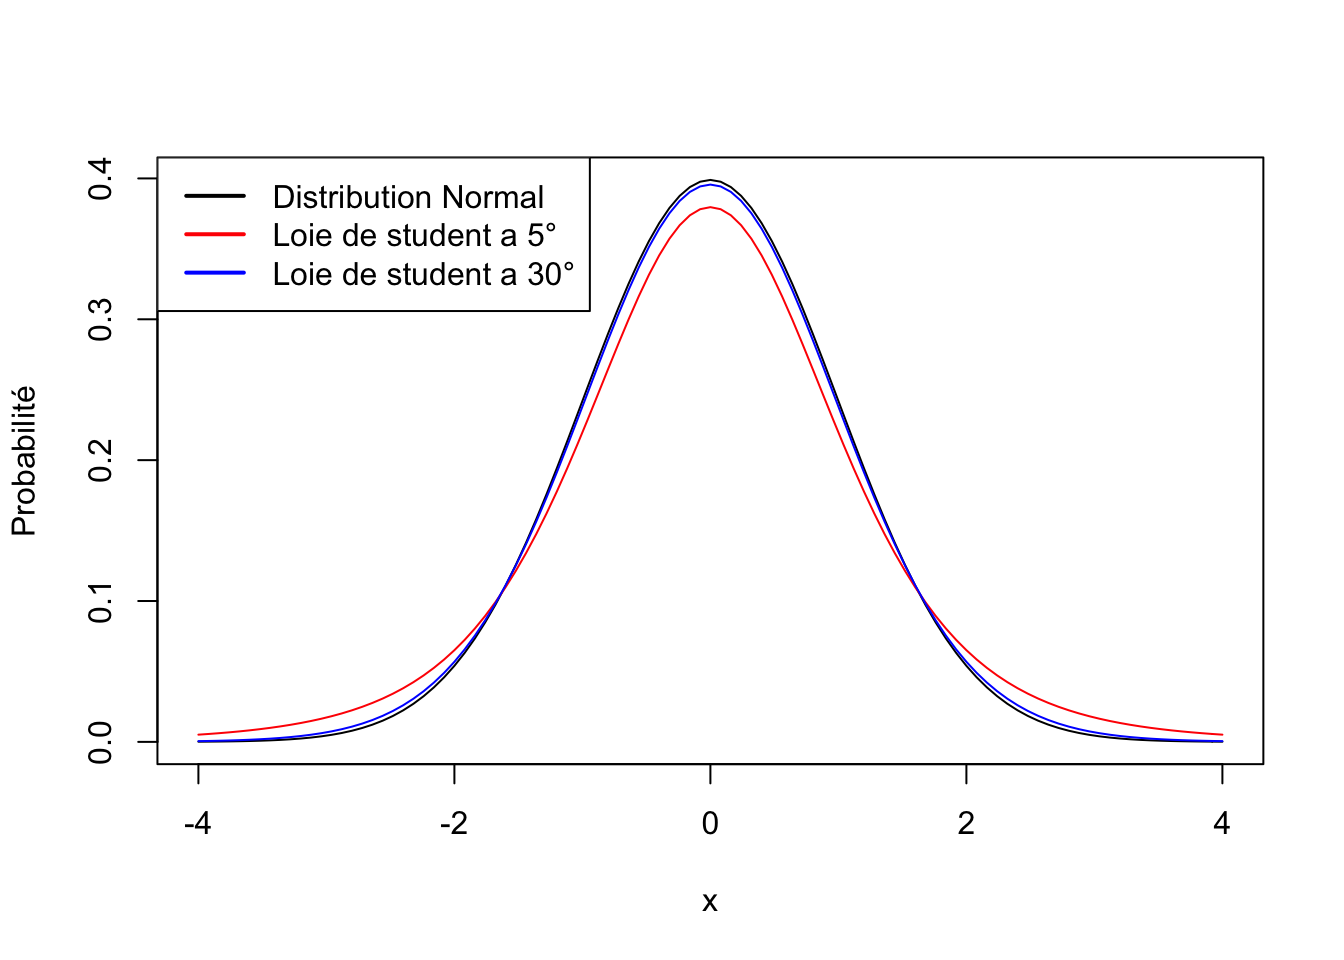 Distribution Normal
Loie de student a 5°
Loie de student a 30°
Probabilité
0.4
0.3
0.2
0.1
0.0
-4 -2 0 2 4
x